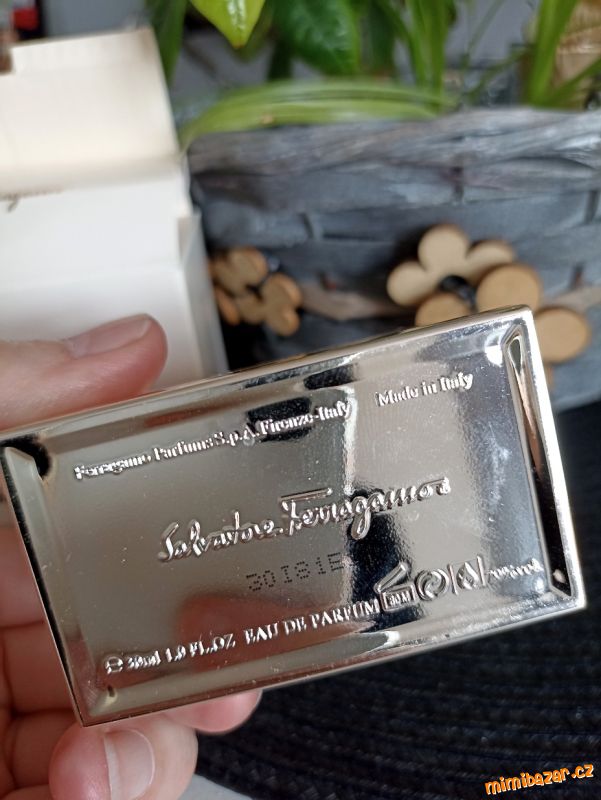 Ferragamo Parfums S.p.A. Firenze-Italy Made in Italy
Salvatore Ferragamo
30ml 1.0 FL.OZ EAU DE PARFUM
mimibazar.cz